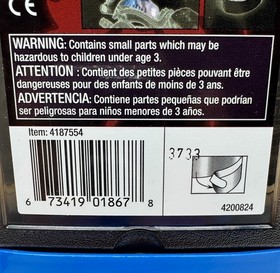 CE
WARNING: Contains small parts which may be
hazardous to children under age 3.
ATTENTION : Contient des petites pièces pouvant être
dangereuses pour des enfants de moins de 3 ans.
ADVERTENCIA: Contiene partes pequeñas que podrían
ser peligrosas para niños menores de 3 años.
Item: 4187554
3733
6 73419 01867 8
4200824